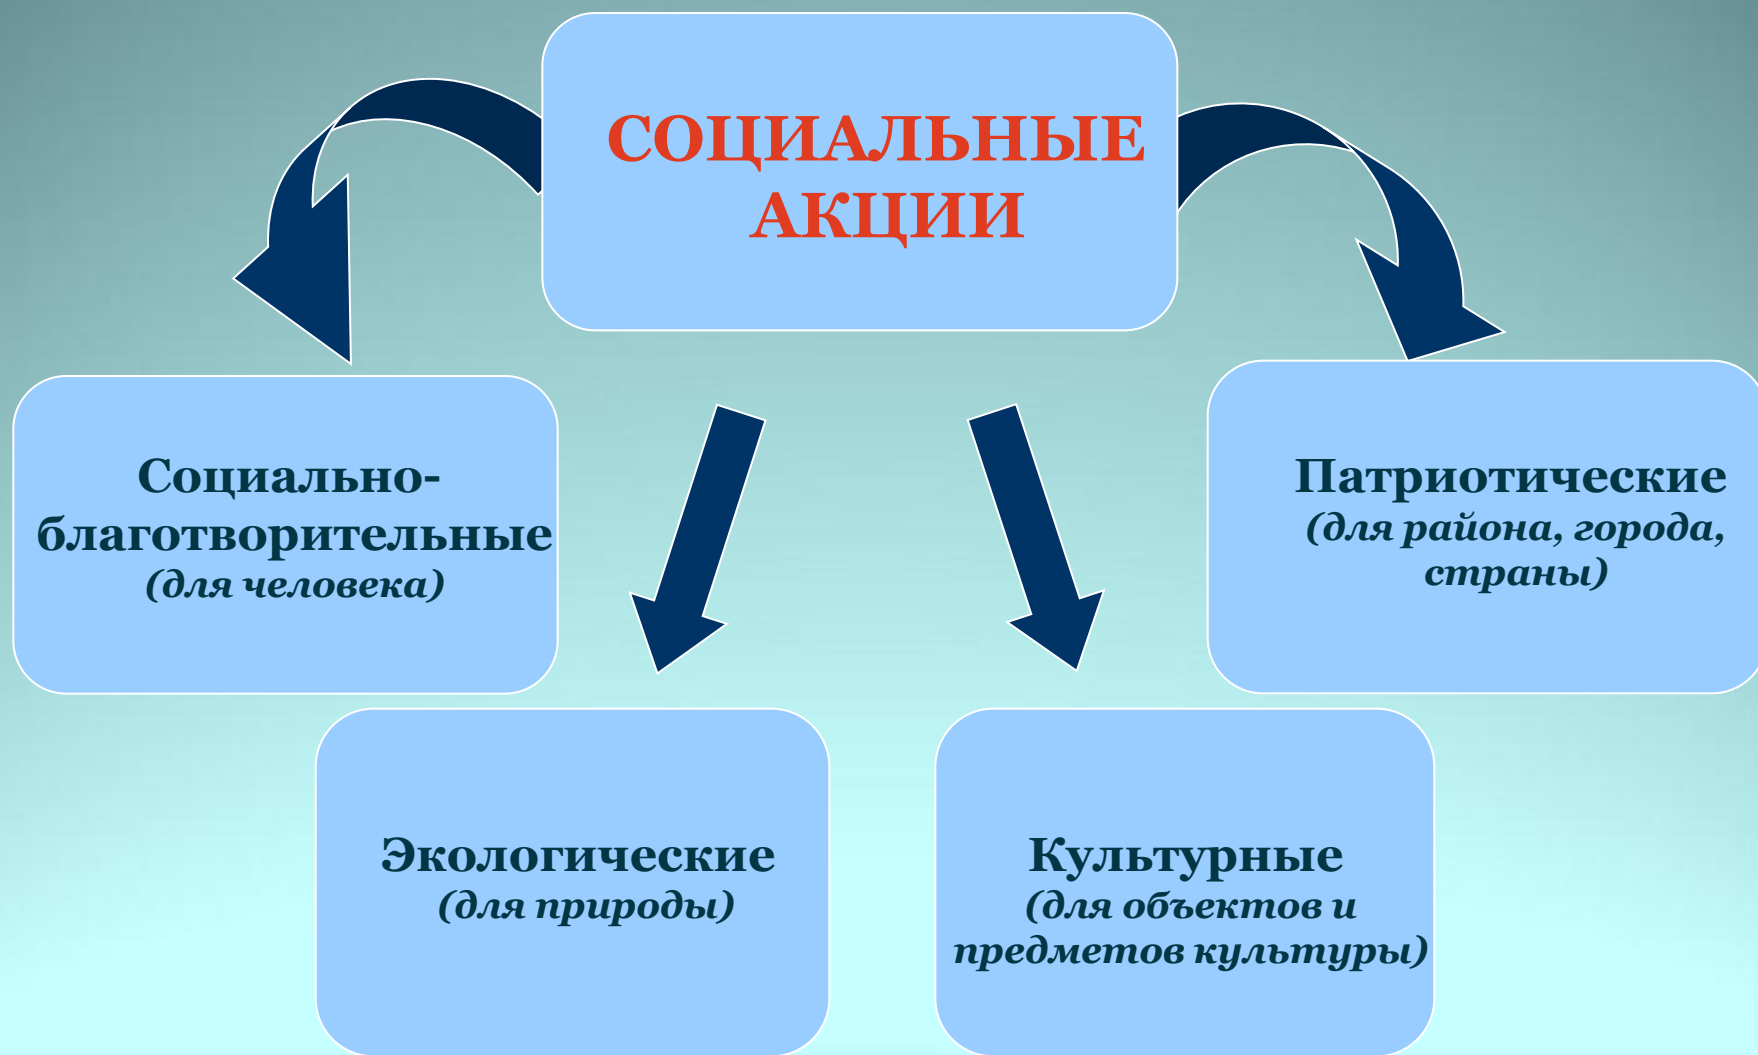 СОЦИАЛЬНЫЕ
АКЦИИ
Социально-
благотворительные
(для человека)
Патриотические
(для района, города,
страны)
Экологические
(для природы)
Культурные
(для объектов и
предметов культуры)